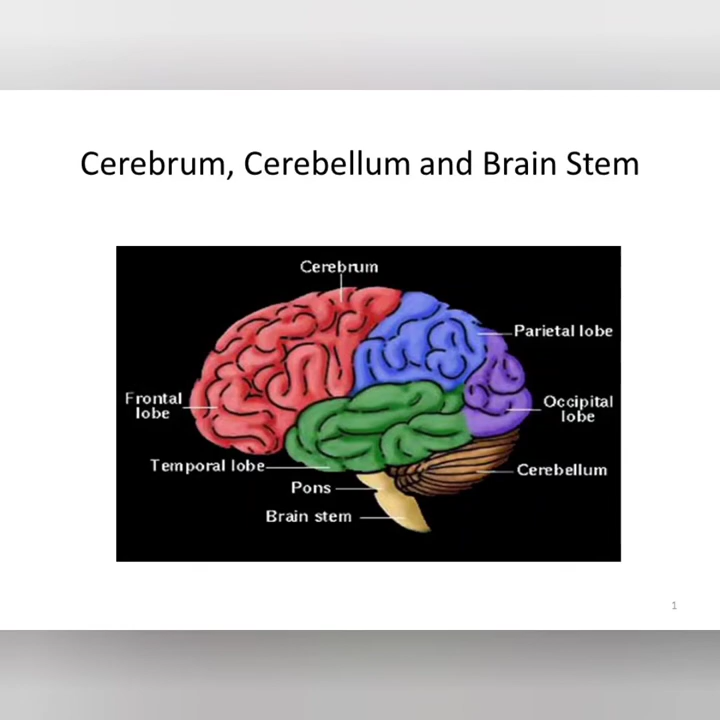 Cerebrum, Cerebellum and Brain Stem
Cerebrum
Parietal lobe
Frontal
lobe
Occipital
lobe
Temporal lobe
Cerebellum
Pons
Brain stem
1